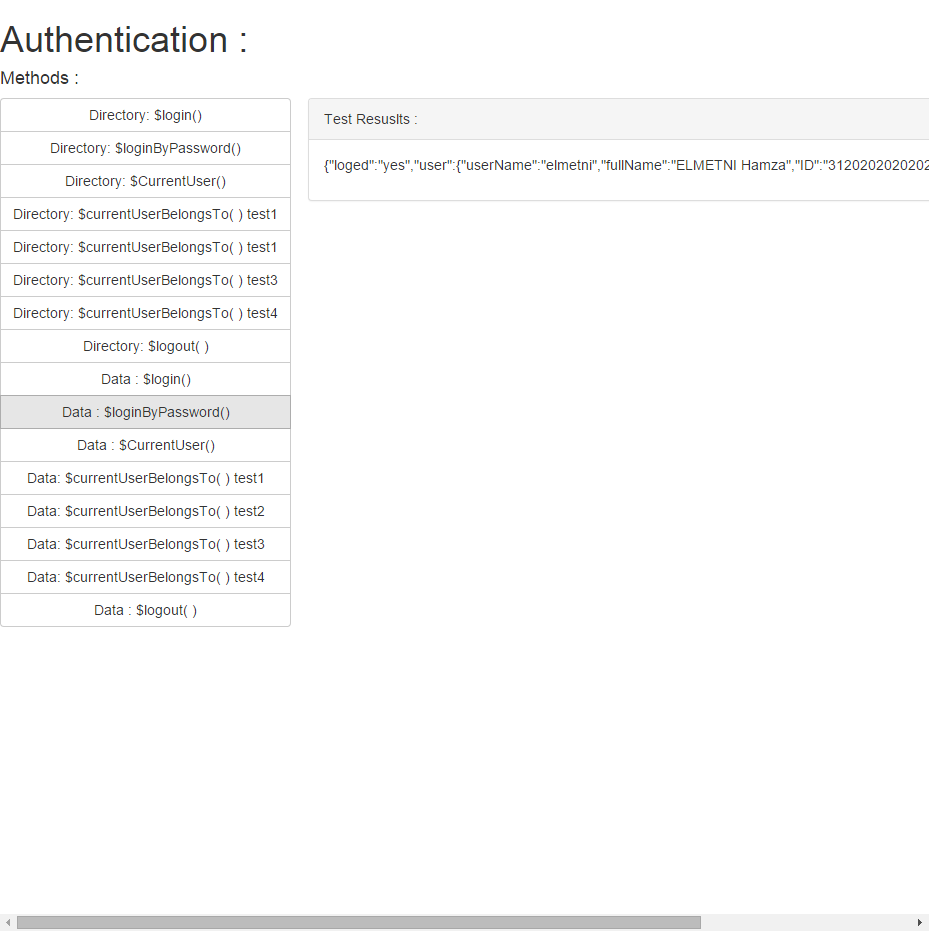 Authentication :
Methods :
Directory: $login()
Directory: $loginByPassword()
Directory: $CurrentUser()
Directory: $currentUserBelongsTo( ) test1
Directory: $currentUserBelongsTo( ) test1
Directory: $currentUserBelongsTo( ) test3
Directory: $currentUserBelongsTo( ) test4
Directory: $logout( )
Data : $login()
Data : $loginByPassword()
Data : $CurrentUser()
Data: $currentUserBelongsTo( ) test1
Data: $currentUserBelongsTo( ) test2
Data: $currentUserBelongsTo( ) test3
Data: $currentUserBelongsTo( ) test4
Data : $logout( )
Test Resuslts :
{"loged":"yes","user":{"userName":"elmetni","fullName":"ELMETNI Hamza","ID":"3120202020202